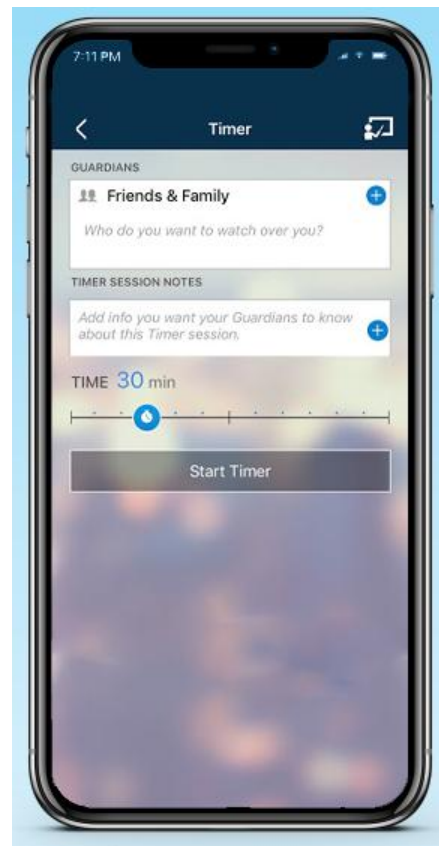 7:11 PM
Timer
GUARDIANS
Friends & Family
Who do you want to watch over you?
TIMER SESSION NOTES
Add info you want your Guardians to know
about this Timer session.
TIME 30 min
Start Timer